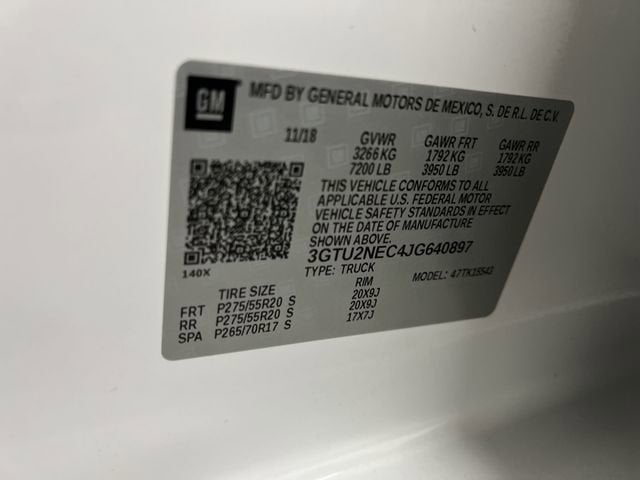 GM MFD BY GENERAL MOTORS DE MEXICO, S. DE R.L. DE C.V.
11/18 GVWR GAWR FRT GAWR RR
3266 KG 1792 KG 1792 KG
7200 LB 3950 LB 3950 LB
THIS VEHICLE CONFORMS TO ALL
APPLICABLE U.S. FEDERAL MOTOR
VEHICLE SAFETY STANDARDS IN EFFECT
ON THE DATE OF MANUFACTURE
SHOWN ABOVE.
140X 3GTU2NEC4JG640897
TYPE: TRUCK MODEL: 47TK15543
TIRE SIZE RIM
FRT P275/55R20 S 20X9J
RR P275/55R20 S 20X9J
SPA P265/70R17 S 17X7J